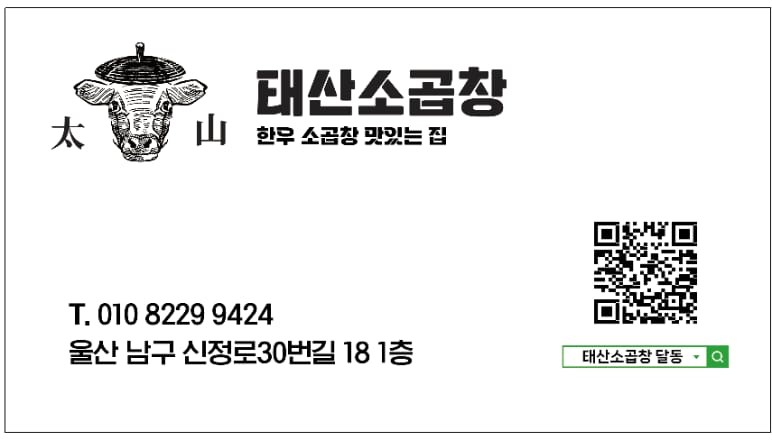 太 山
태산소곱창
한우 소곱창 맛있는 집
T. 010 8229 9424
울산 남구 신정로30번길 18 1층
태산소곱창 달동